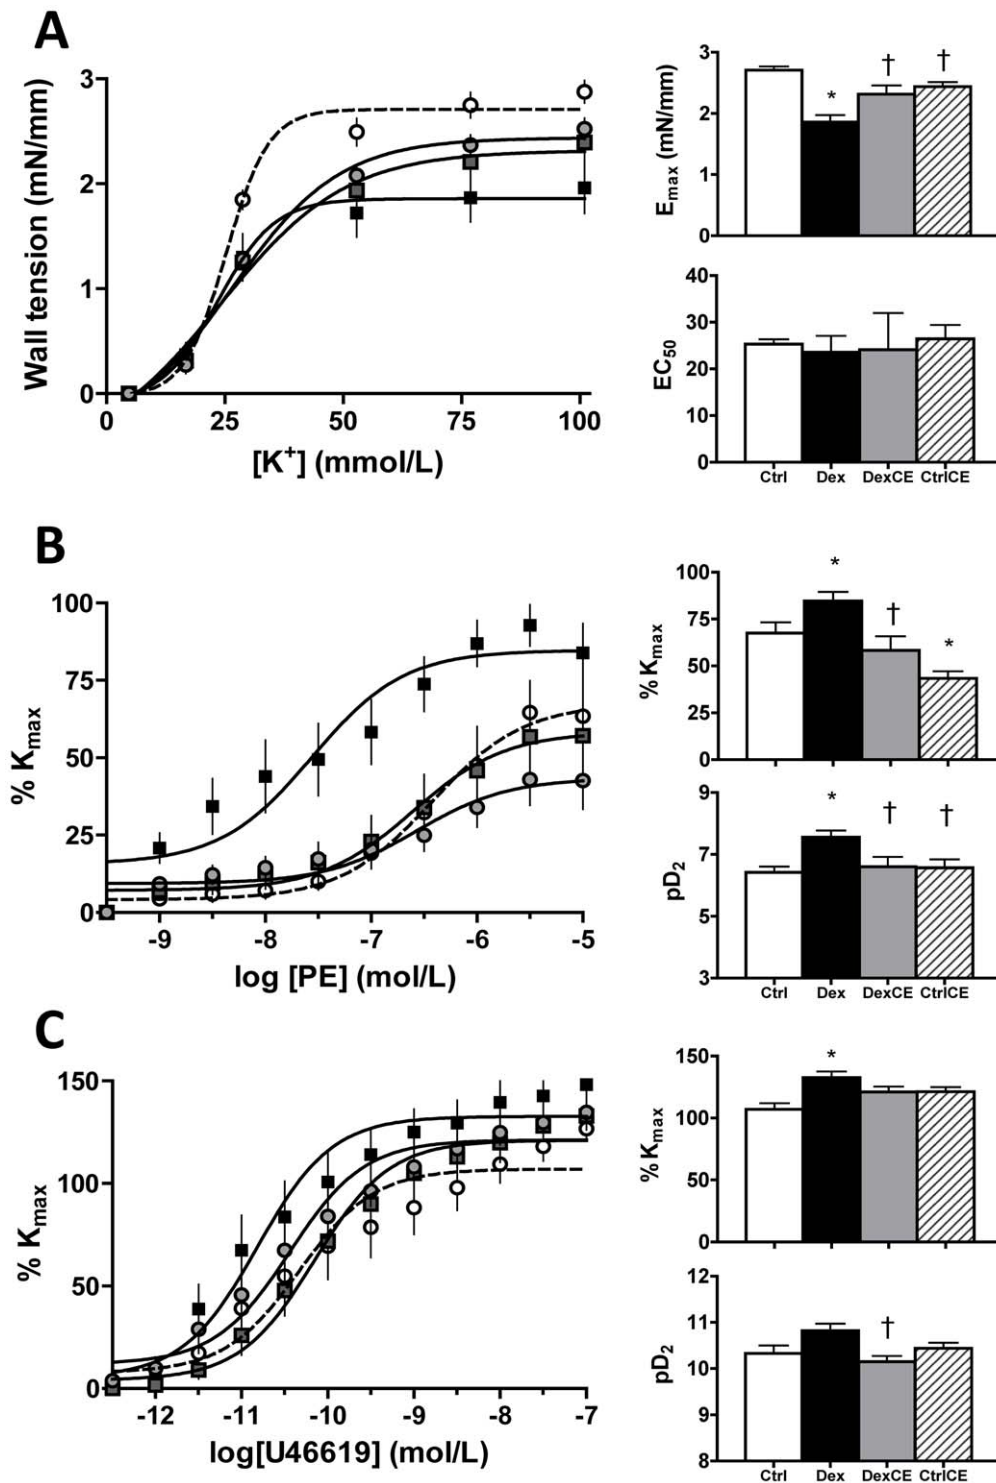 A
Wall tension (mN/mm)
3
2
1
0
0 25 50 75 100
[K⁺] (mmol/L)
Eₘₐₓ (mN/mm)
3
2
1
0
* † †
EC₅₀
40
30
20
10
0
Ctrl Dex DexCE CtrlCE
B
% Kₘₐₓ
100
75
50
25
0
-9 -8 -7 -6 -5
log [PE] (mol/L)
% Kₘₐₓ
100
75
50
25
0
* † *
pD₂
9
7
5
3
* † †
Ctrl Dex DexCE CtrlCE
C
% Kₘₐₓ
150
100
50
0
-12 -11 -10 -9 -8 -7
log[U46619] (mol/L)
% Kₘₐₓ
150
100
50
0
*
pD₂
12
11
10
9
8
†
Ctrl Dex DexCE CtrlCE